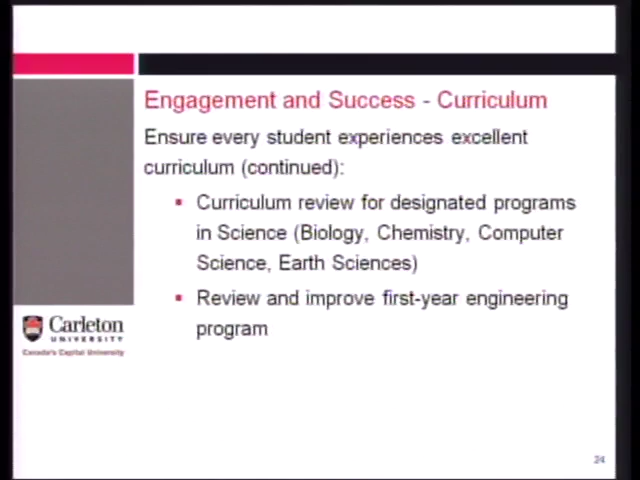 Engagement and Success - Curriculum
Ensure every student experiences excellent
curriculum (continued):
▪ Curriculum review for designated programs
in Science (Biology, Chemistry, Computer
Science, Earth Sciences)
▪ Review and improve first-year engineering
program
Carleton
UNIVERSITY
Canada's Capital University
24